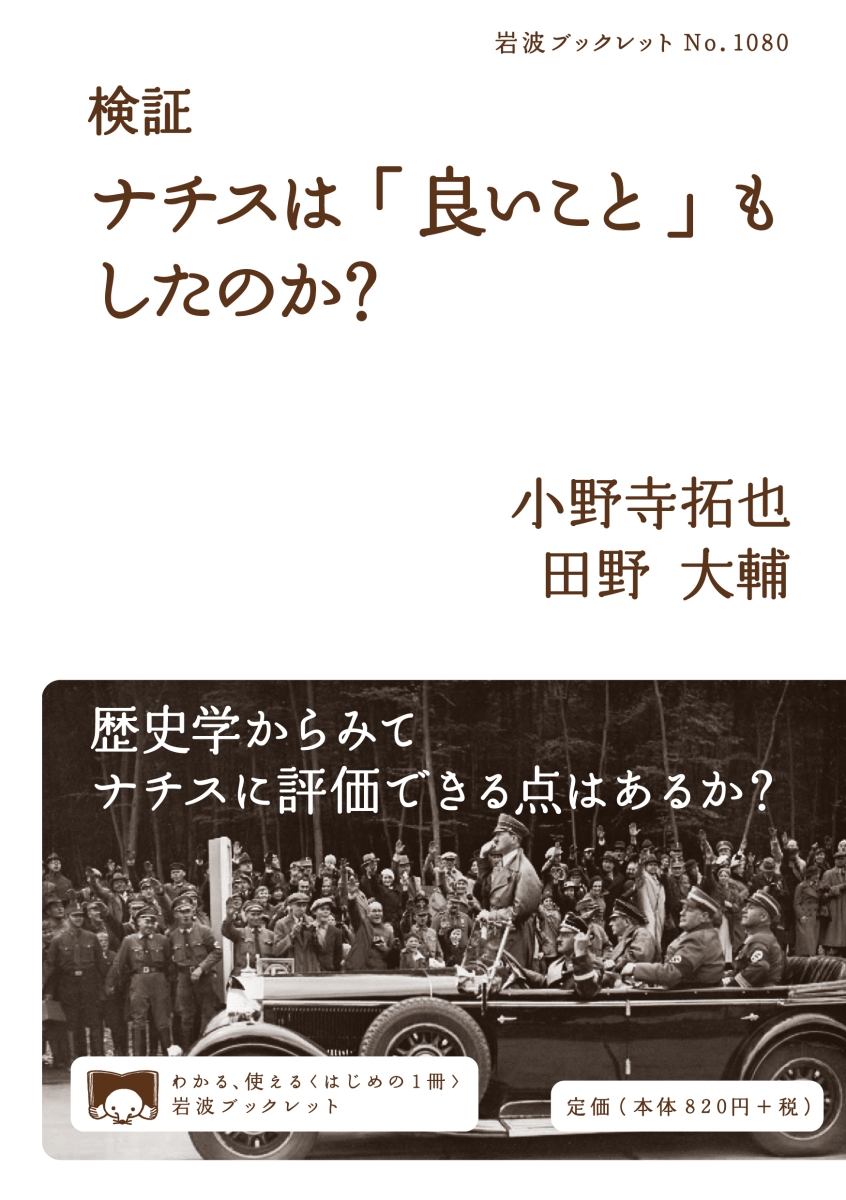 岩波ブックレット No.1080
検証
ナチスは「良いこと」も
したのか?
小野寺拓也
田野 大輔
歴史学からみて
ナチスに評価できる点はあるか?
わかる、使える〈はじめの1冊〉
岩波ブックレット
定価(本体820円+税)